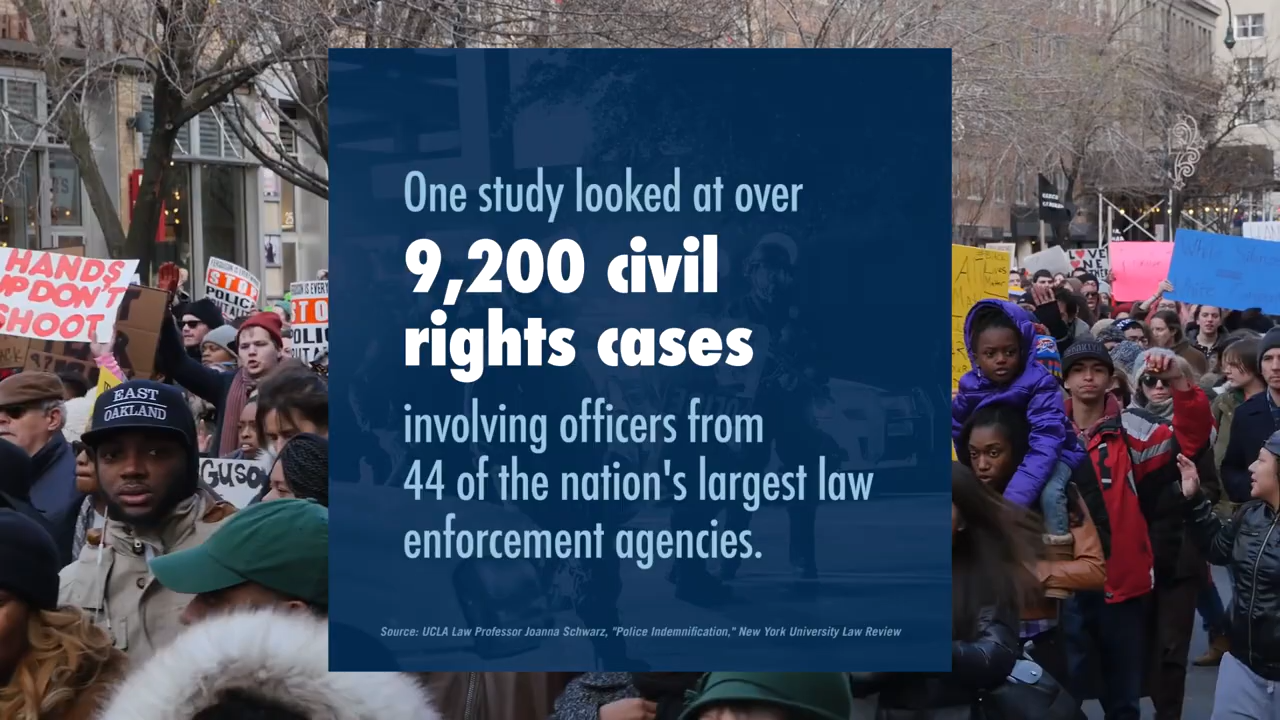 One study looked at over
9,200 civil
rights cases
involving officers from
44 of the nation's largest law
enforcement agencies.
Source: UCLA Law Professor Joanna Schwarz, "Police Indemnification," New York University Law Review
HANDS
UP DON'T
SHOOT
STOP
POLICE
EAST
OAKLAND
LOVE